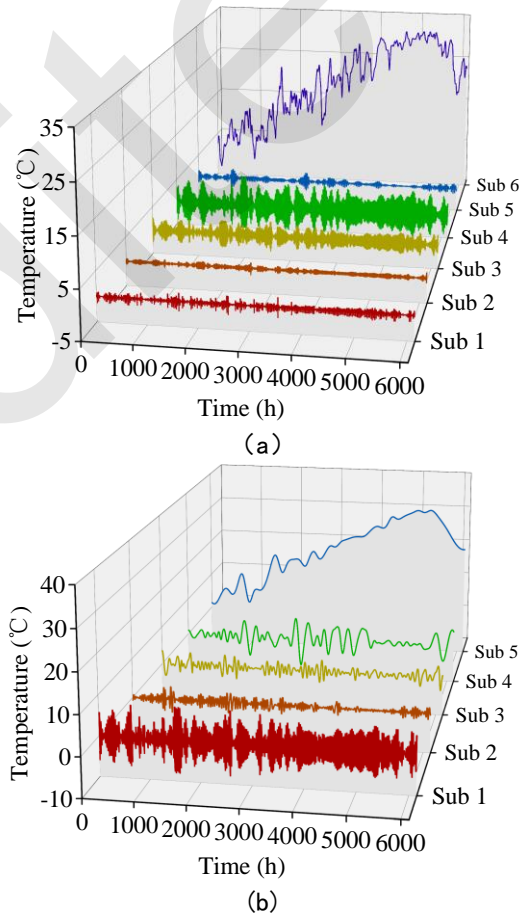 35
25
15
5
-5
Temperature (℃)
0 1000 2000 3000 4000 5000 6000
Time (h)
Sub 6
Sub 5
Sub 4
Sub 3
Sub 2
Sub 1
(a)
40
30
20
10
0
-10
Temperature (℃)
0 1000 2000 3000 4000 5000 6000
Time (h)
Sub 5
Sub 4
Sub 3
Sub 2
Sub 1
(b)